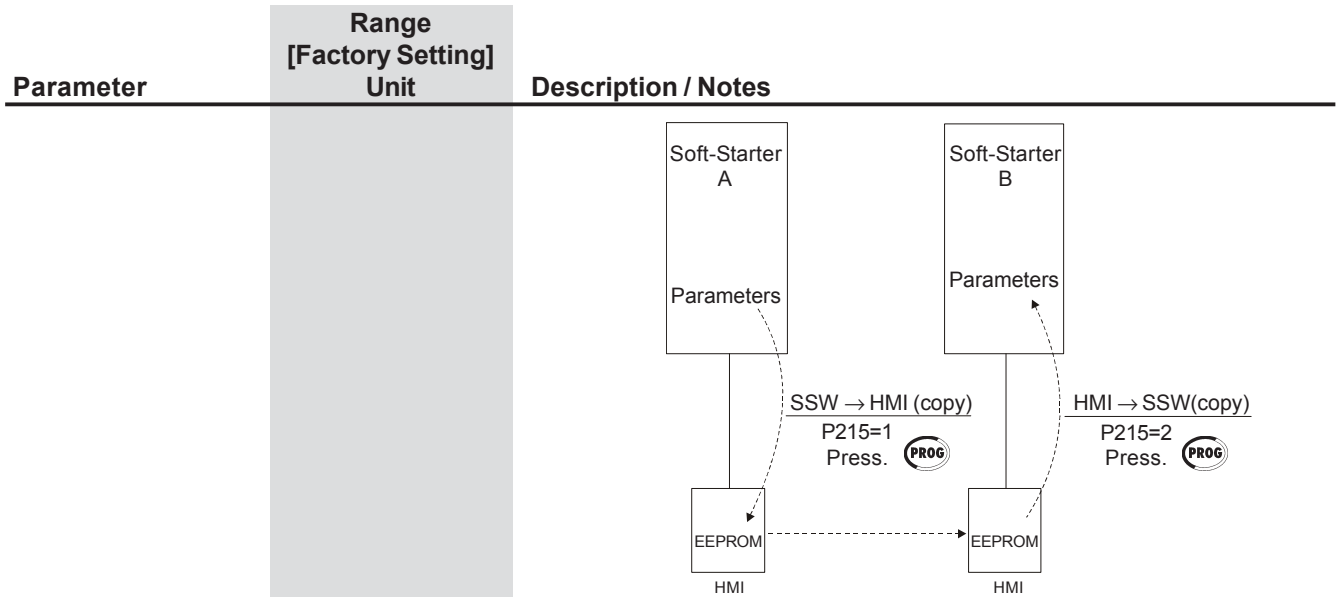 Range
[Factory Setting]
Parameter Unit Description / Notes
Soft-Starter
A
Parameters
Soft-Starter
B
Parameters
SSW → HMI (copy)
P215=1
Press. PROG
HMI → SSW(copy)
P215=2
Press. PROG
EEPROM
HMI
EEPROM
HMI